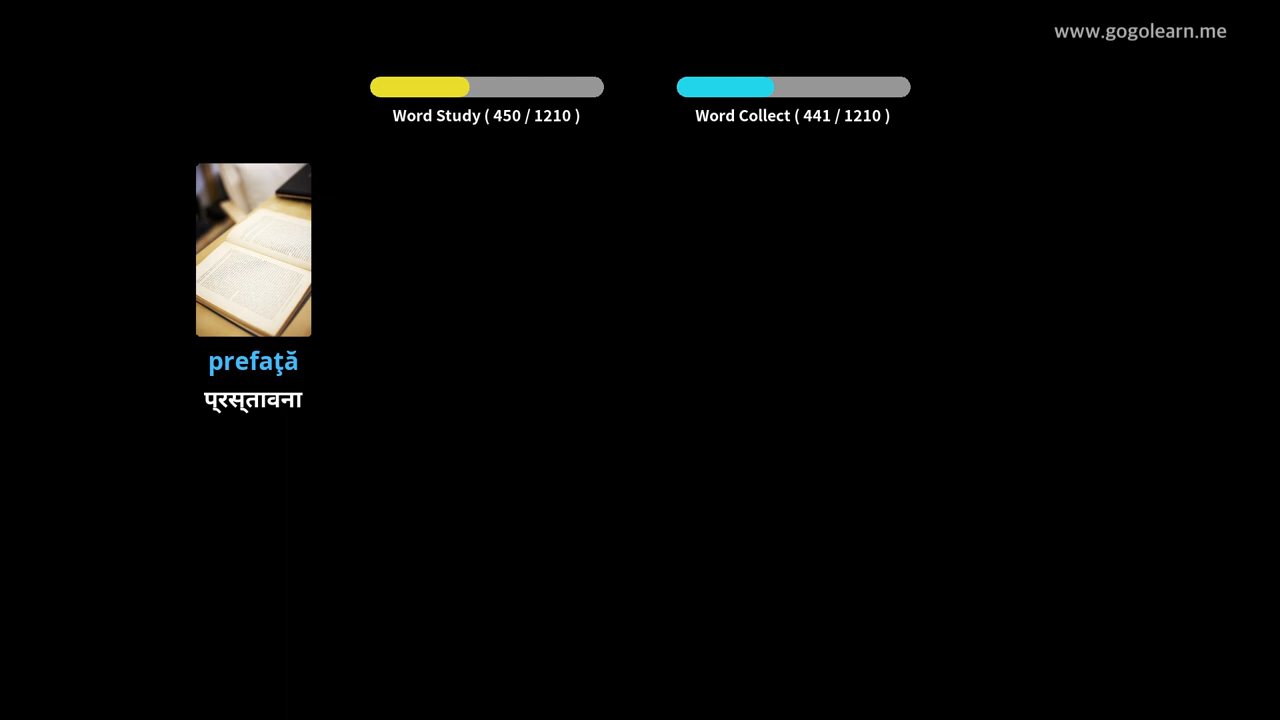 www.gogolearn.me
Word Study ( 450 / 1210 )
Word Collect ( 441 / 1210 )
prefaţă
प्रस्तावना